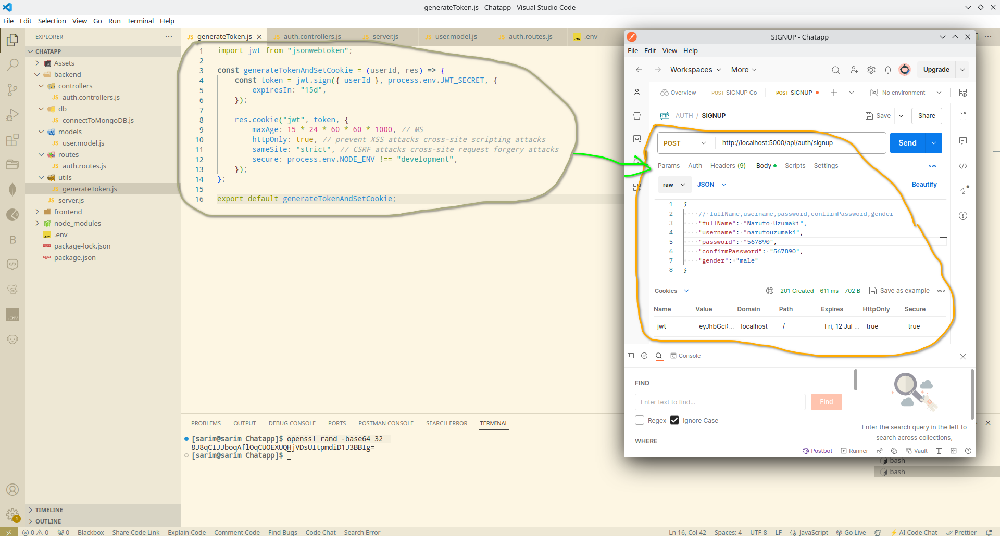 generateToken.js - Chatapp - Visual Studio Code
File Edit Selection View Go Run Terminal Help
EXPLORER
CHATAPP
Assets
backend
controllers
auth.controllers.js
db
connectToMongoDB.js
models
user.model.js
routes
auth.routes.js
utils
generateToken.js
server.js
frontend
node_modules
.env
package-lock.json
package.json
TIMELINE
OUTLINE
JS generateToken.js JS auth.controllers.js JS server.js JS user.model.js JS auth.routes.js .env
1 import jwt from "jsonwebtoken";
2
3 const generateTokenAndSetCookie = (userId, res) => {
4 const token = jwt.sign({ userId }, process.env.JWT_SECRET, {
5 expiresIn: "15d",
6 });
7
8 res.cookie("jwt", token, {
9 maxAge: 15 * 24 * 60 * 60 * 1000, // MS
10 httpOnly: true, // prevent XSS attacks cross-site scripting attacks
11 sameSite: "strict", // CSRF attacks cross-site request forgery attacks
12 secure: process.env.NODE_ENV !== "development",
13 });
14 };
15
16 export default generateTokenAndSetCookie;
PROBLEMS OUTPUT DEBUG CONSOLE PORTS POSTMAN CONSOLE SEARCH ERROR TERMINAL
[sarim@sarim Chatapp]$ openssl rand -base64 32
8J8qCIJJboqAflOqCUOEXUQHjVDsUItpmdiD1J3BBIg=
[sarim@sarim Chatapp]$
SIGNUP - Chatapp
File Edit View Help
Workspaces More Upgrade
Overview POST SIGNUP Co POST SIGNUP No environment
HTTP AUTH / SIGNUP Save Share
POST http://localhost:5000/api/auth/signup Send
Params Auth Headers (9) Body Scripts Settings
raw JSON Beautify
1 {
2 // fullName,username,password,confirmPassword,gender
3 "fullName": "Naruto Uzumaki",
4 "username": "narutouzumaki",
5 "password": "567890",
6 "confirmPassword": "567890",
7 "gender": "male"
8 }
Cookies 201 Created 611 ms 702 B Save as example
Name Value Domain Path Expires HttpOnly Secure
jwt eyJhbGci... localhost / Fri, 12 Jul ... true true
Console
FIND
Enter text to find...
Find
Regex Ignore Case
WHERE
Enter the search query in the left to
search across collections,
Postbot Runner Vault
bash
bash
1
0 0 0 Blackbox Share Code Link Explain Code Comment Code Find Bugs Code Chat Search Error Ln 16, Col 42 Spaces: 4 UTF-8 LF {} JavaScript Go Live AI Code Chat Prettier